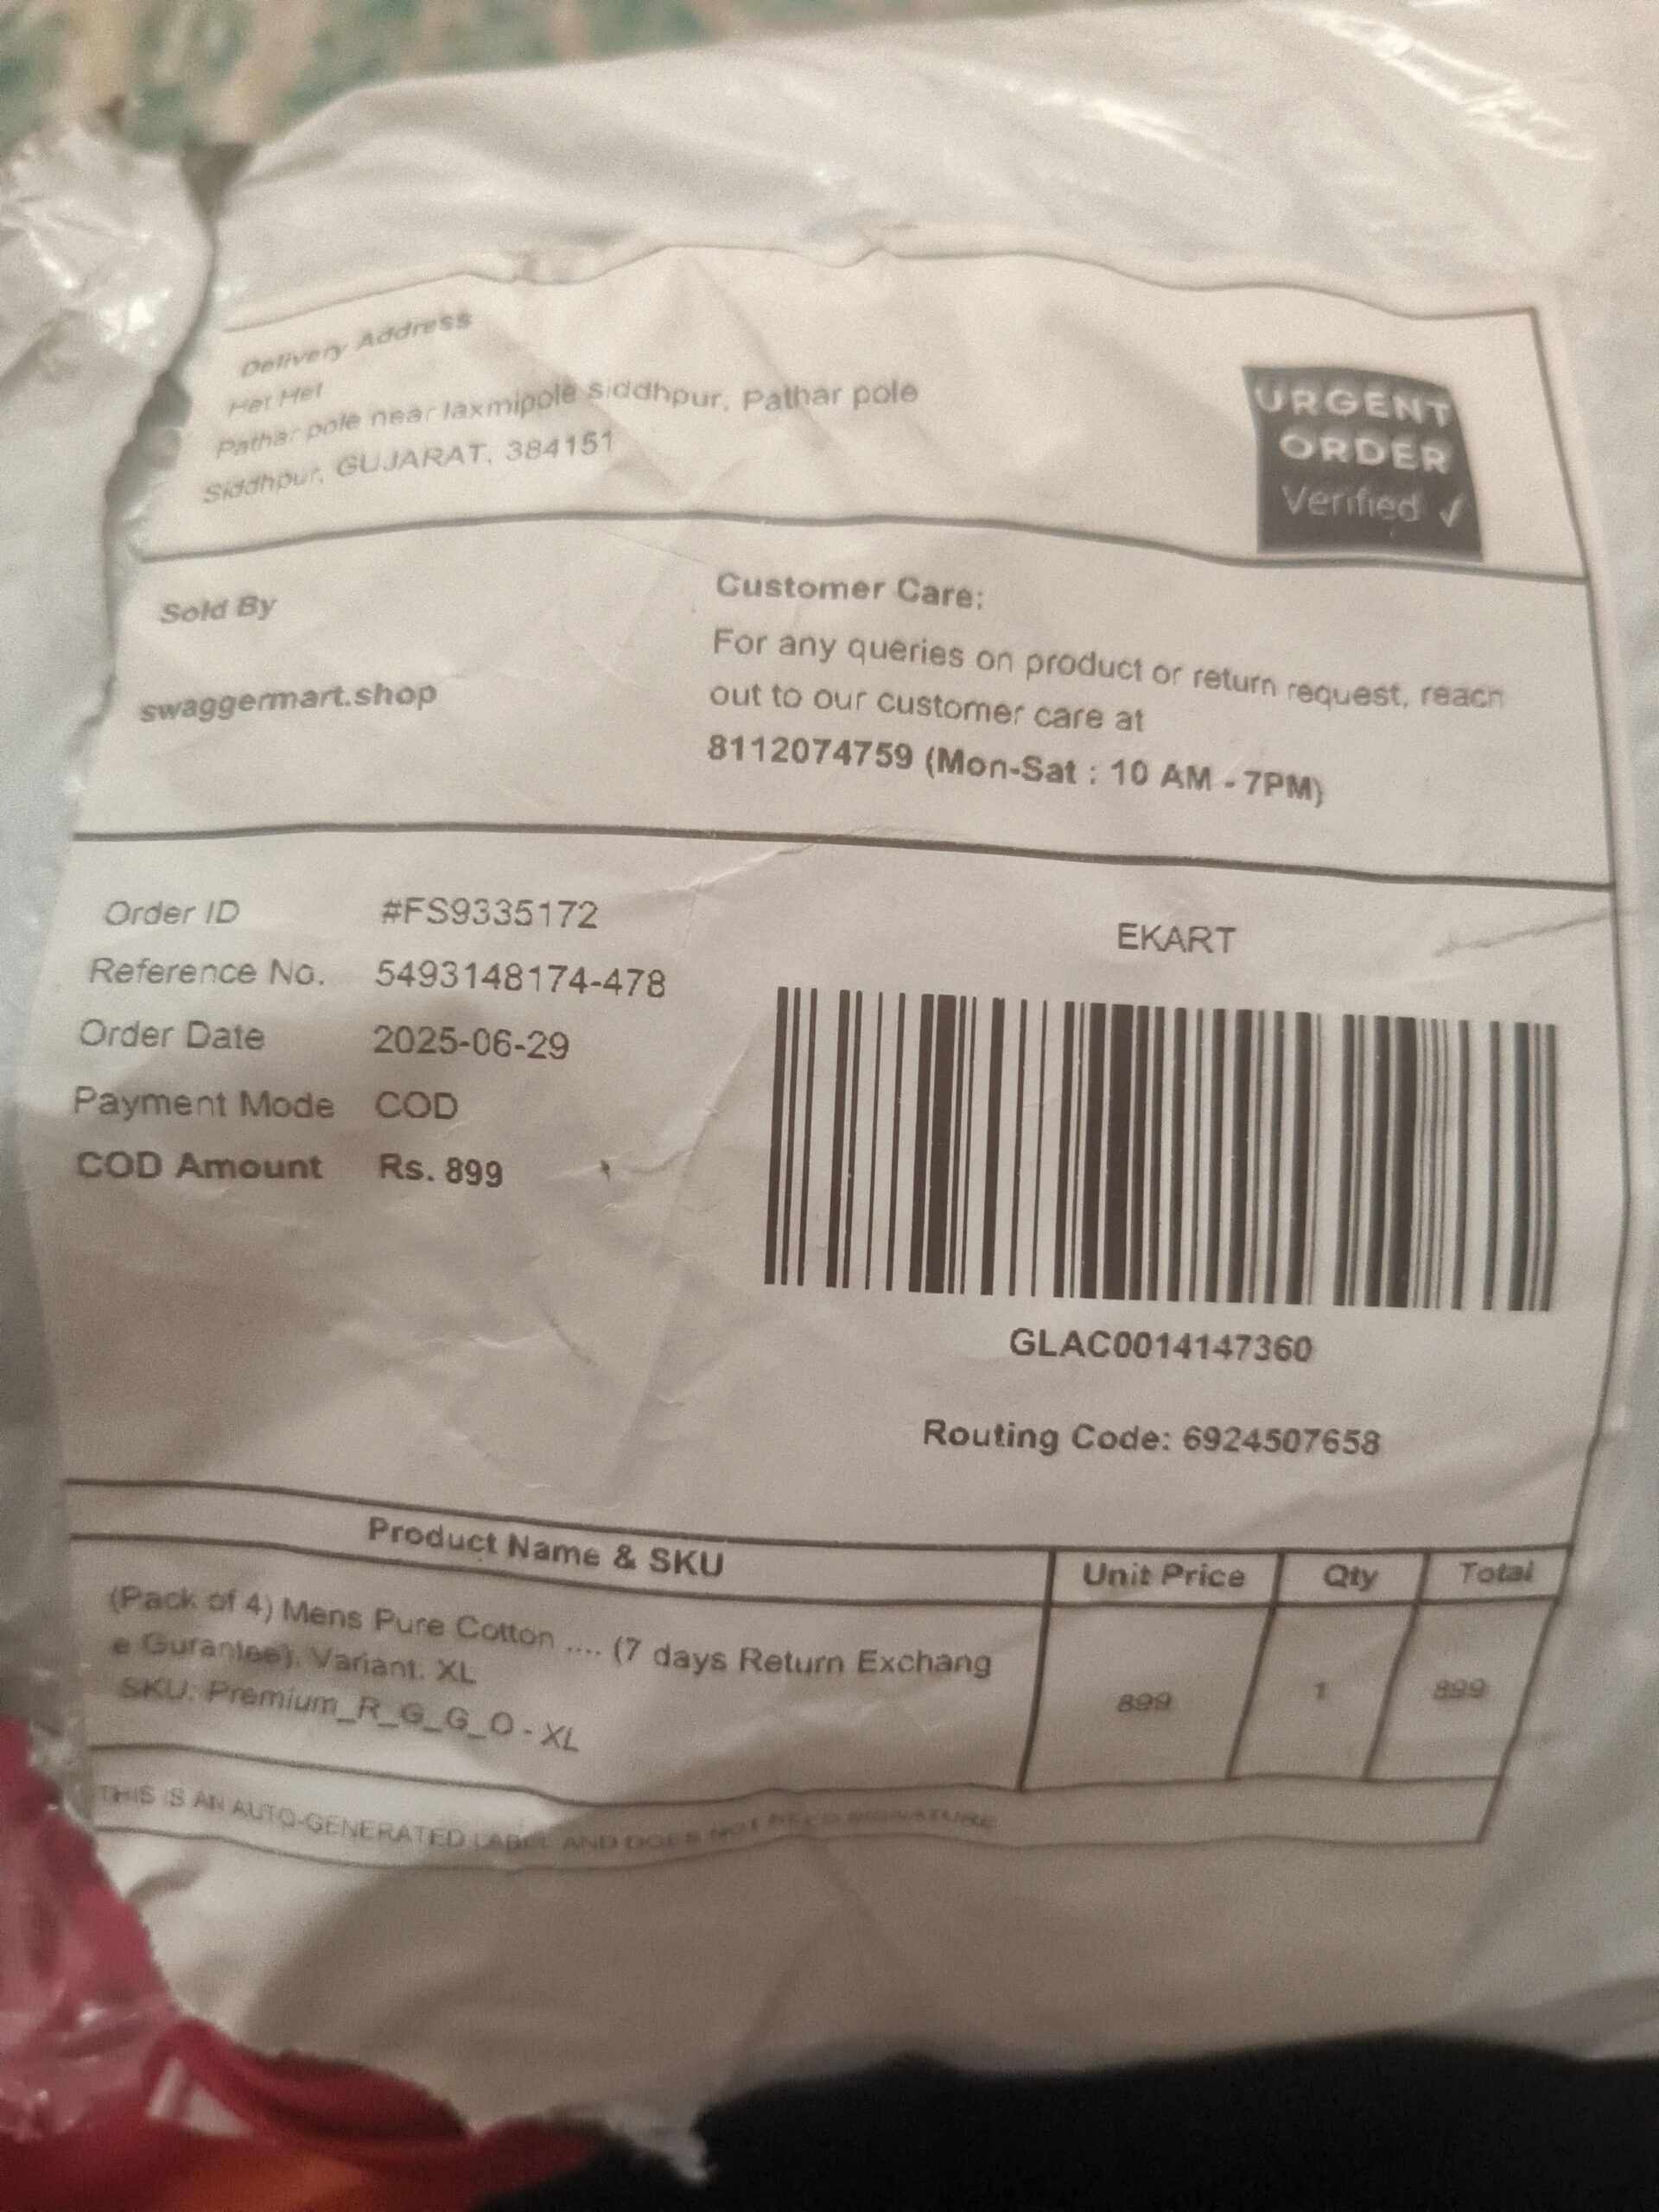 Delivery Address
Het Het
Pathar pole near laxmipole siddhpur, Pathar pole
Siddhpur, GUJARAT, 384151
URGENT
ORDER
Verified ✓
Sold By
swaggermart.shop
Customer Care:
For any queries on product or return request, reach
out to our customer care at
8112074759 (Mon-Sat : 10 AM - 7PM)
Order ID #FS9335172
Reference No. 5493148174-478
Order Date 2025-06-29
Payment Mode COD
COD Amount Rs. 899
EKART
GLAC0014147360
Routing Code: 6924507658
Product Name & SKU Unit Price Qty Total
(Pack of 4) Mens Pure Cotton .... (7 days Return Exchang
e Gurantee), Variant. XL 899 1 899
SKU: Premium_R_G_G_O - XL
THIS IS AN AUTO-GENERATED LABEL AND DOES NOT NEED SIGNATURE